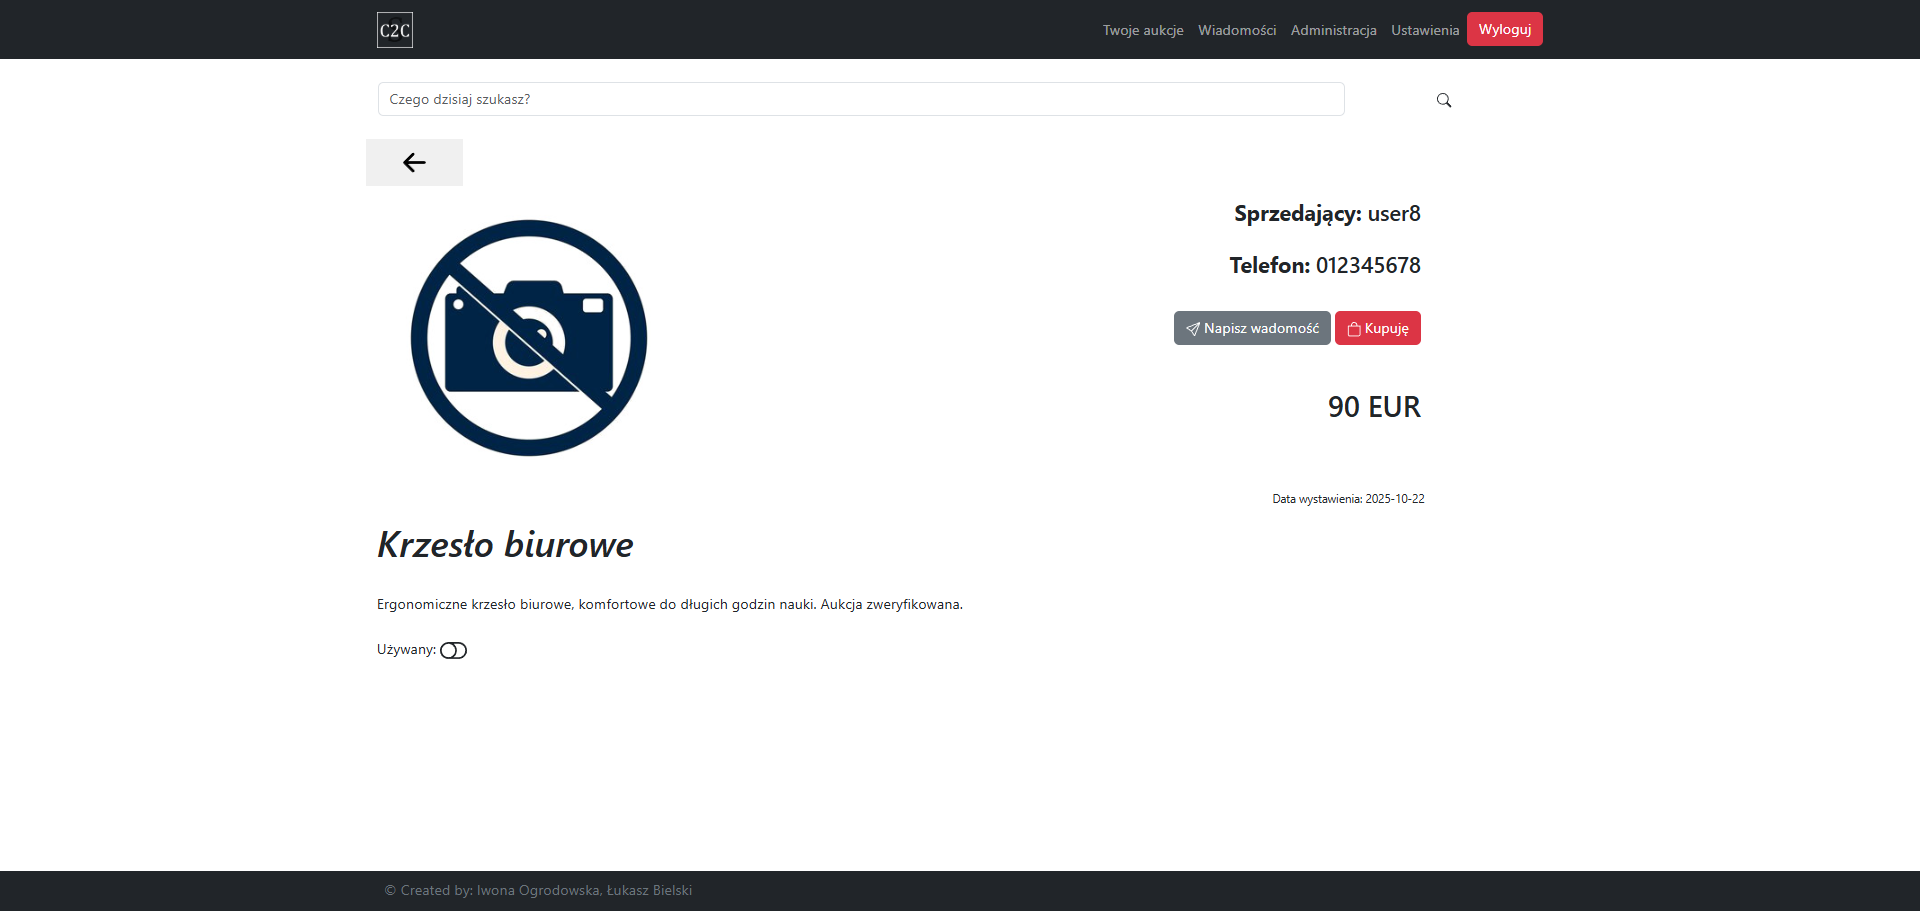 C2C
Twoje aukcje Wiadomości Administracja Ustawienia Wyloguj
Czego dzisiaj szukasz?
Sprzedający: user8
Telefon: 012345678
Napisz wadomość Kupuję
90 EUR
Data wystawienia: 2025-10-22
Krzesło biurowe
Ergonomiczne krzesło biurowe, komfortowe do długich godzin nauki. Aukcja zweryfikowana.
Używany:
© Created by: Iwona Ogrodowska, Łukasz Bielski